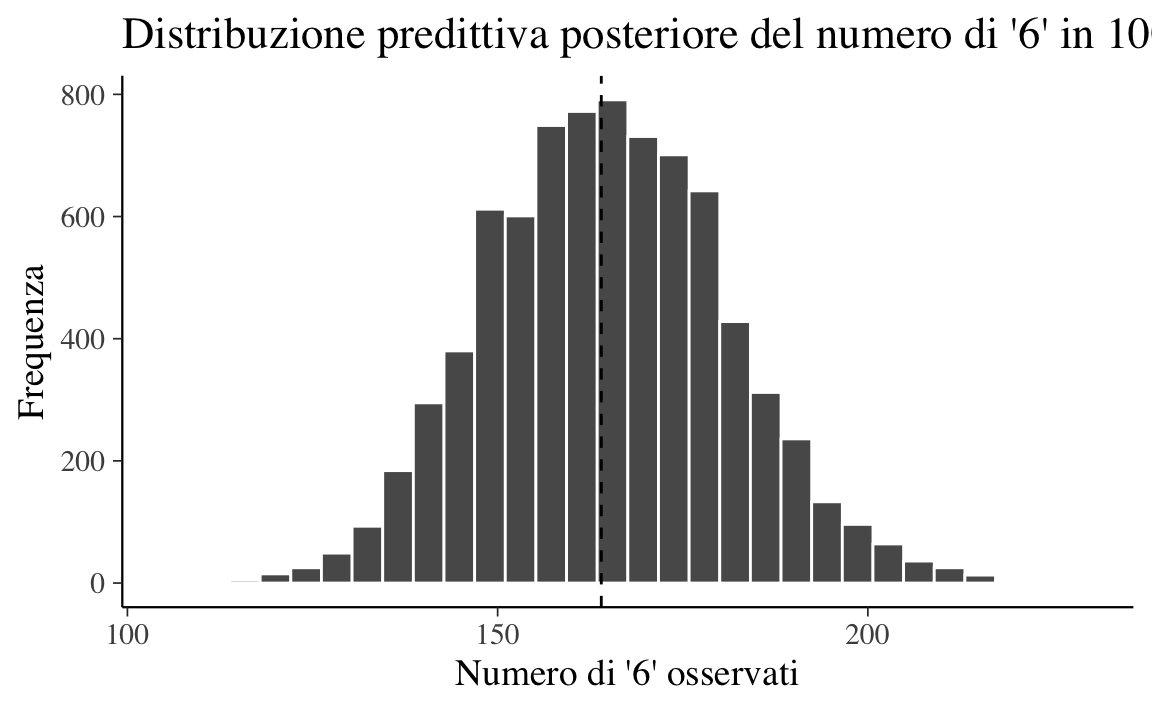 Distribuzione predittiva posteriore del numero di '6' in
800
600
400
200
0
Frequenza
100 150 200
Numero di '6' osservati